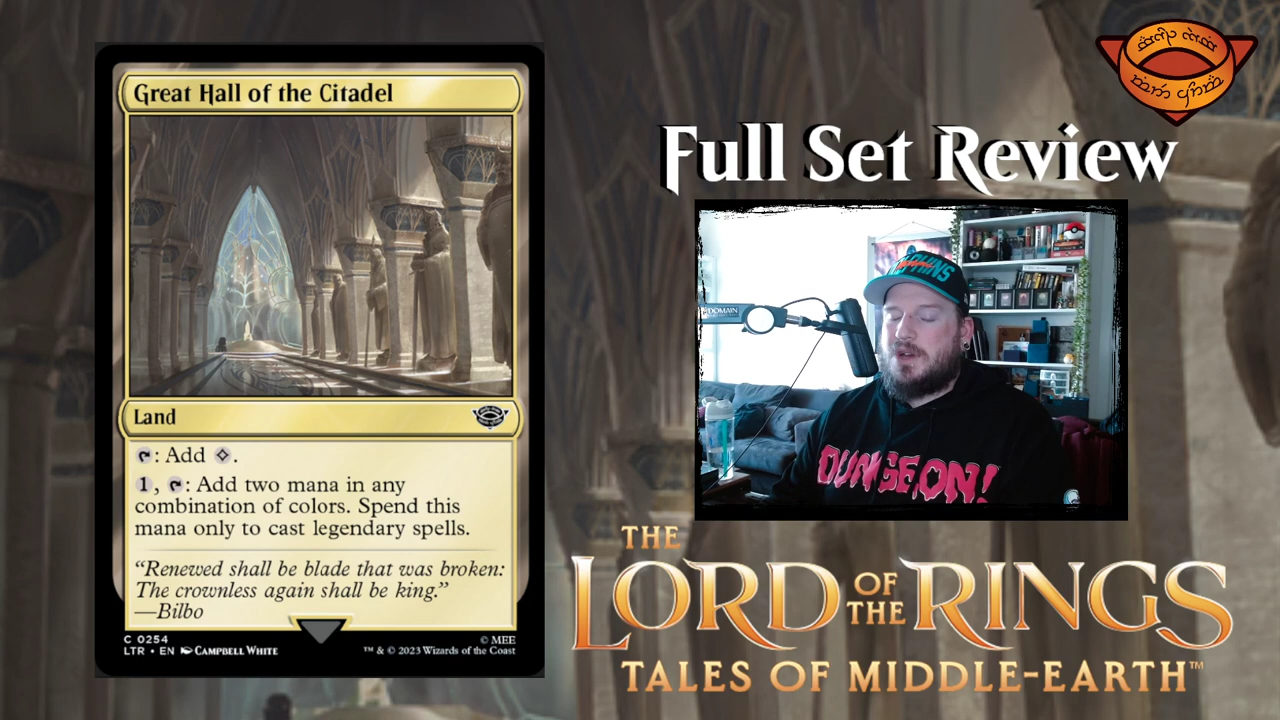 Great Hall of the Citadel
Land
: Add .
1, : Add two mana in any
combination of colors. Spend this
mana only to cast legendary spells.
“Renewed shall be blade that was broken:
The crownless again shall be king.”
—Bilbo
C 0254
LTR • EN CAMPBELL WHITE
© MEE
™ & © 2023 Wizards of the Coast
Full Set Review
DOMAIN
DUNGEON!
THE
LORD OF THE RINGS
TALES OF MIDDLE-EARTH™